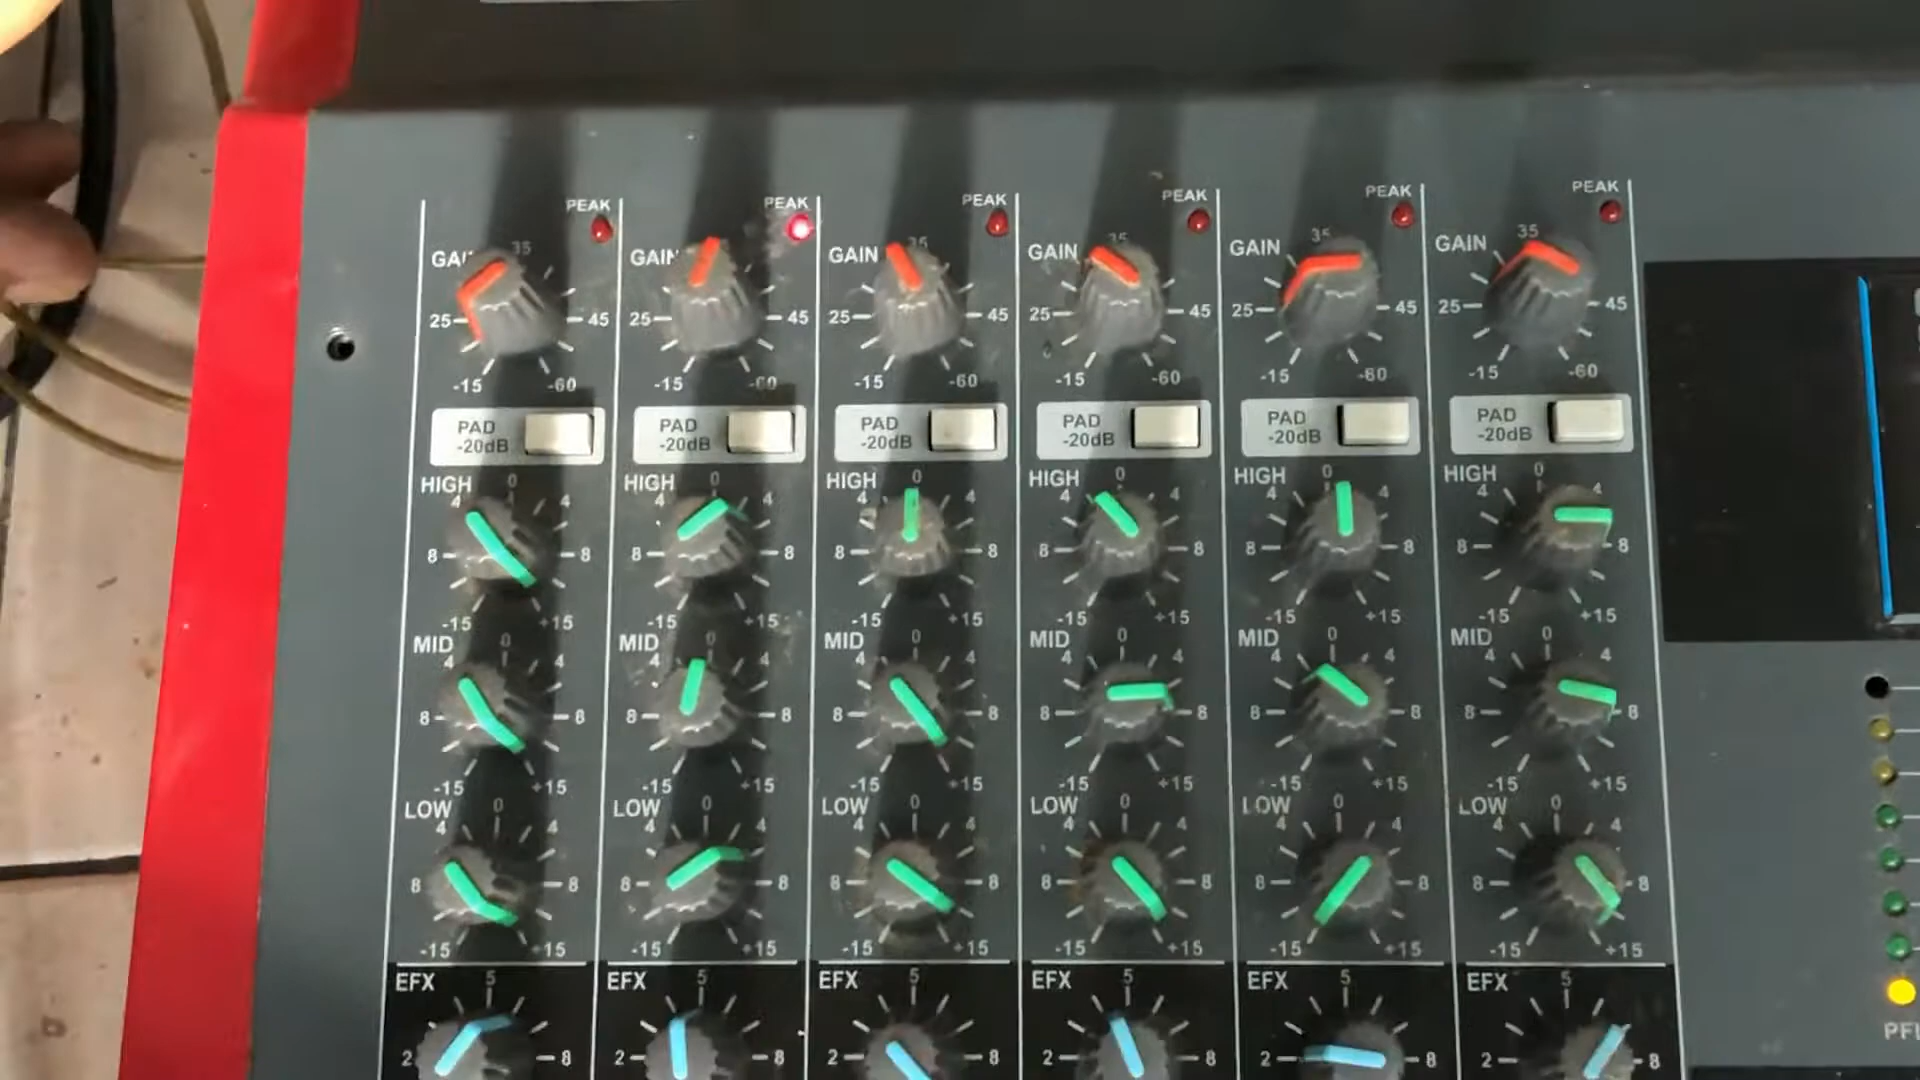 PEAK PEAK PEAK PEAK PEAK PEAK
GAIN 35 GAIN GAIN 35 GAIN 35 GAIN 35 GAIN 35
25 45 25 45 25 45 25 45 25 45 25 45
-15 -60 -15 -60 -15 -60 -15 -60 -15 -60 -15 -60
PAD PAD PAD PAD PAD PAD
-20dB -20dB -20dB -20dB -20dB -20dB
HIGH 0 HIGH 0 HIGH 0 HIGH 0 HIGH 0 HIGH 0
4 4 4 4 4 4 4 4 4 4 4 4
8 8 8 8 8 8 8 8 8 8 8 8
-15 +15 -15 +15 -15 +15 -15 +15 -15 +15 -15 +15
MID 0 MID 0 MID 0 MID 0 MID 0 MID 0
4 4 4 4 4 4 4 4 4 4 4 4
8 8 8 8 8 8 8 8 8 8 8 8
-15 +15 -15 +15 -15 +15 -15 +15 -15 +15 -15 +15
LOW 0 LOW 0 LOW 0 LOW 0 LOW 0 LOW 0
4 4 4 4 4 4 4 4 4 4 4 4
8 8 8 8 8 8 8 8 8 8 8 8
-15 +15 -15 +15 -15 +15 -15 +15 -15 +15 -15 +15
EFX 5 EFX 5 EFX 5 EFX 5 EFX 5 EFX 5
2 8 2 8 2 8 2 8 2 8 2 8